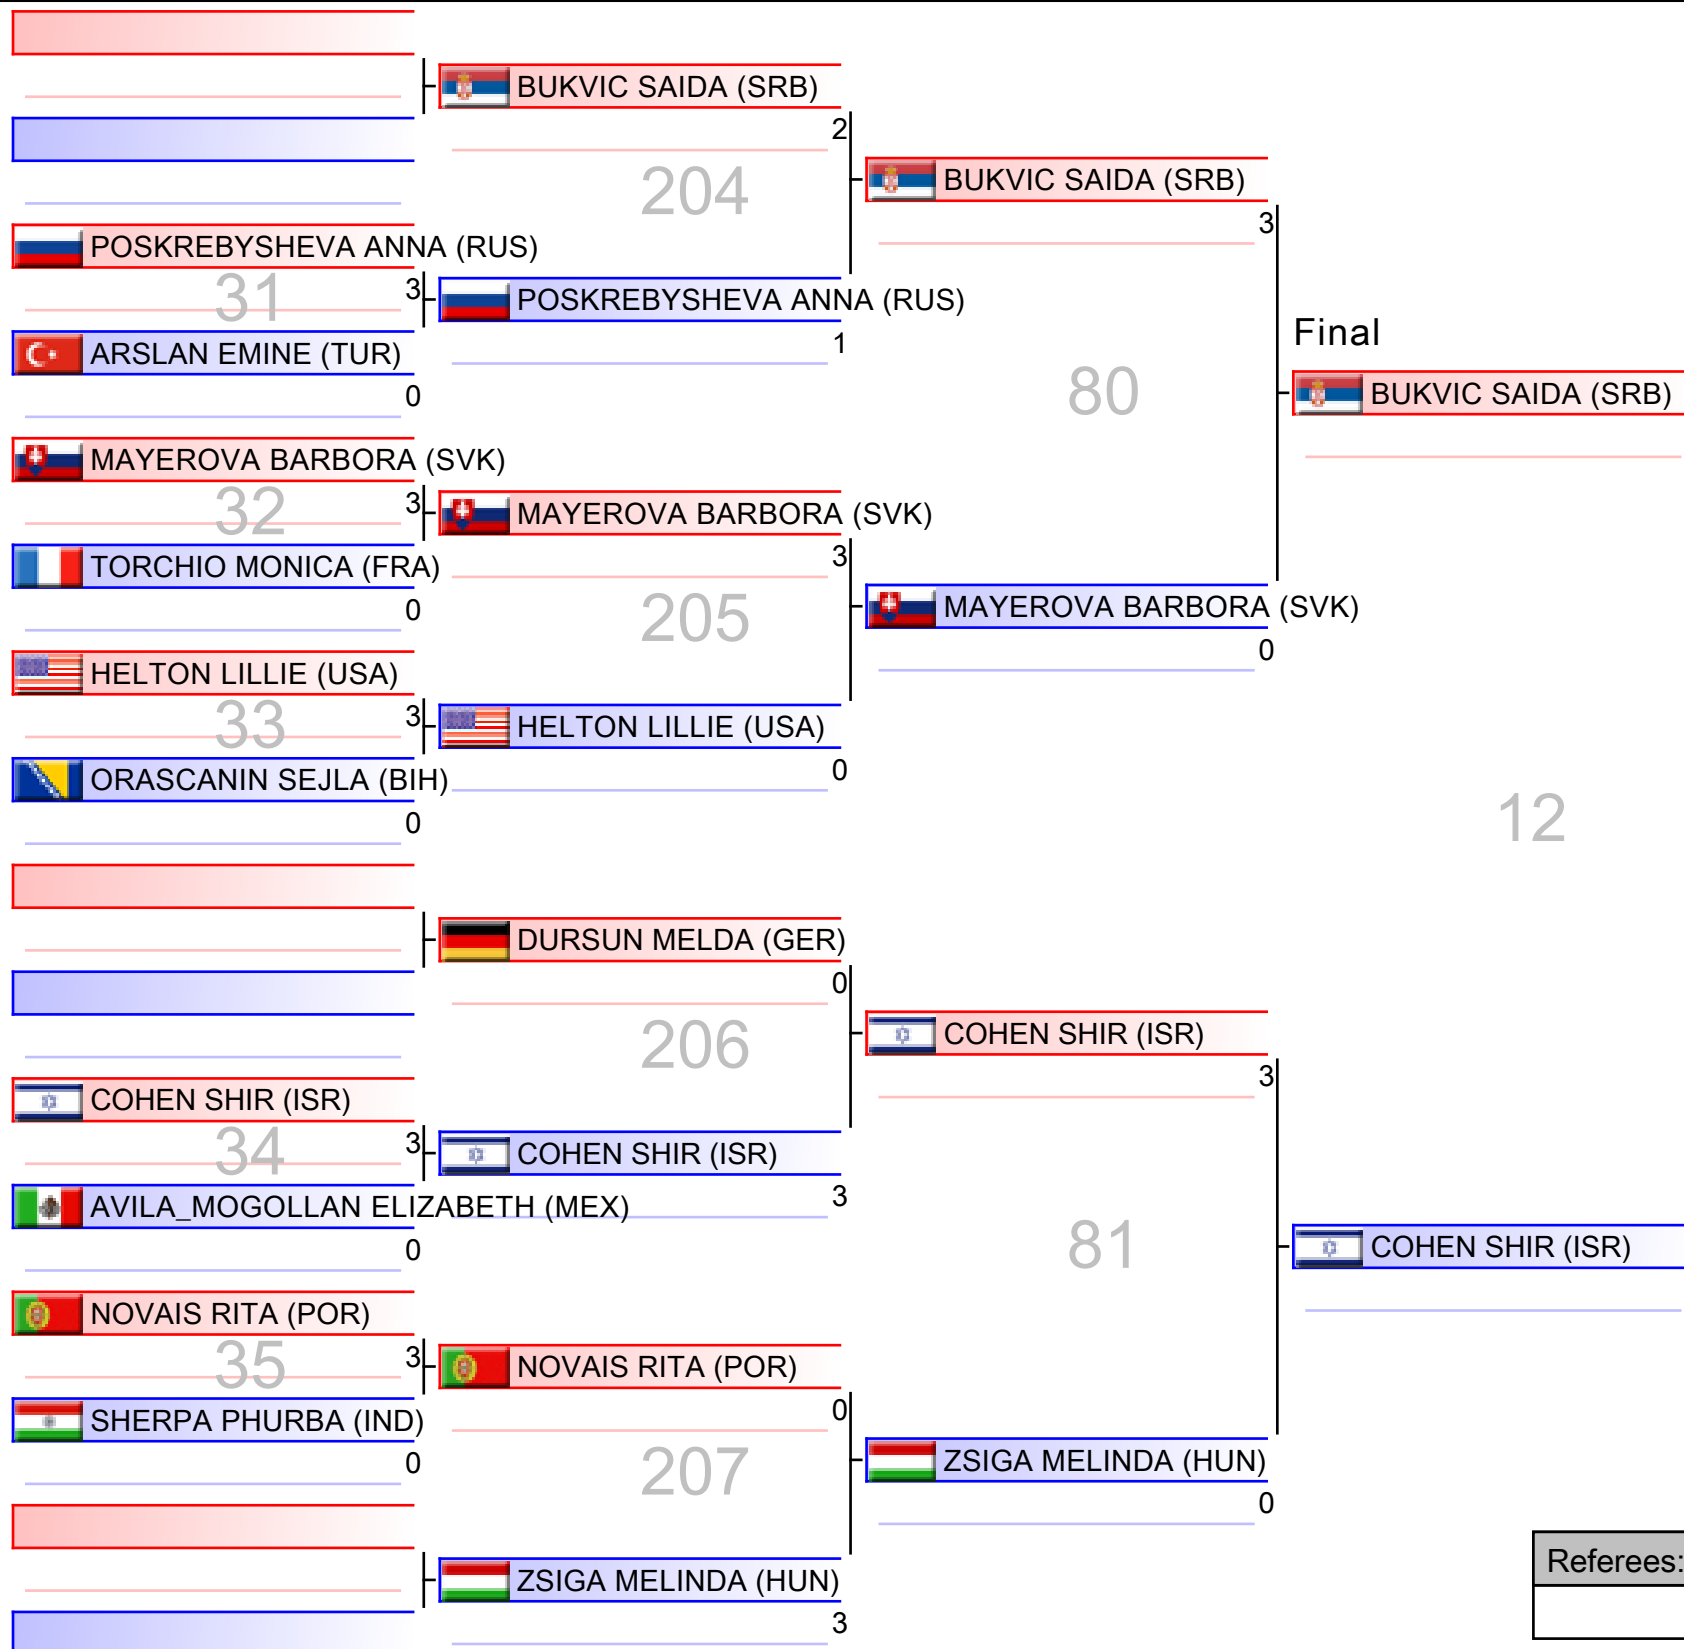 BUKVIC SAIDA (SRB)
2
204
BUKVIC SAIDA (SRB)
3
POSKREBYSHEVA ANNA (RUS)
31
3
POSKREBYSHEVA ANNA (RUS)
1
ARSLAN EMINE (TUR)
0
80
Final
BUKVIC SAIDA (SRB)
MAYEROVA BARBORA (SVK)
32
3
MAYEROVA BARBORA (SVK)
3
TORCHIO MONICA (FRA)
0
205
MAYEROVA BARBORA (SVK)
0
HELTON LILLIE (USA)
33
3
HELTON LILLIE (USA)
0
ORASCANIN SEJLA (BIH)
0
12
DURSUN MELDA (GER)
0
206
COHEN SHIR (ISR)
3
COHEN SHIR (ISR)
34
3
COHEN SHIR (ISR)
3
AVILA_MOGOLLAN ELIZABETH (MEX)
0
81
COHEN SHIR (ISR)
NOVAIS RITA (POR)
35
3
NOVAIS RITA (POR)
0
SHERPA PHURBA (IND)
0
207
ZSIGA MELINDA (HUN)
0
ZSIGA MELINDA (HUN)
3
Referees: